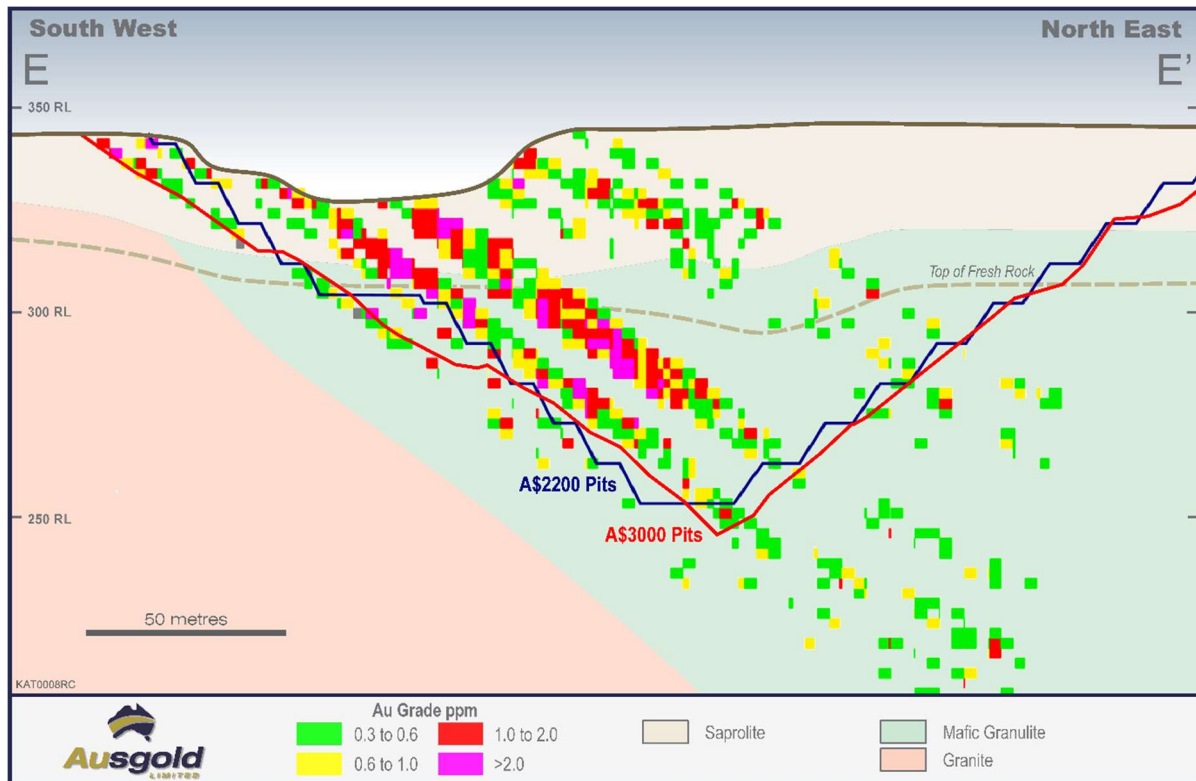 South West
North East
E
E'
350 RL
Top of Fresh Rock
300 RL
A$2200 Pits
250 RL
A$3000 Pits
50 metres
KAT0008RC
Au Grade ppm
0.3 to 0.6
1.0 to 2.0
Saprolite
Mafic Granulite
0.6 to 1.0
>2.0
Granite
Ausgold
LIMITED